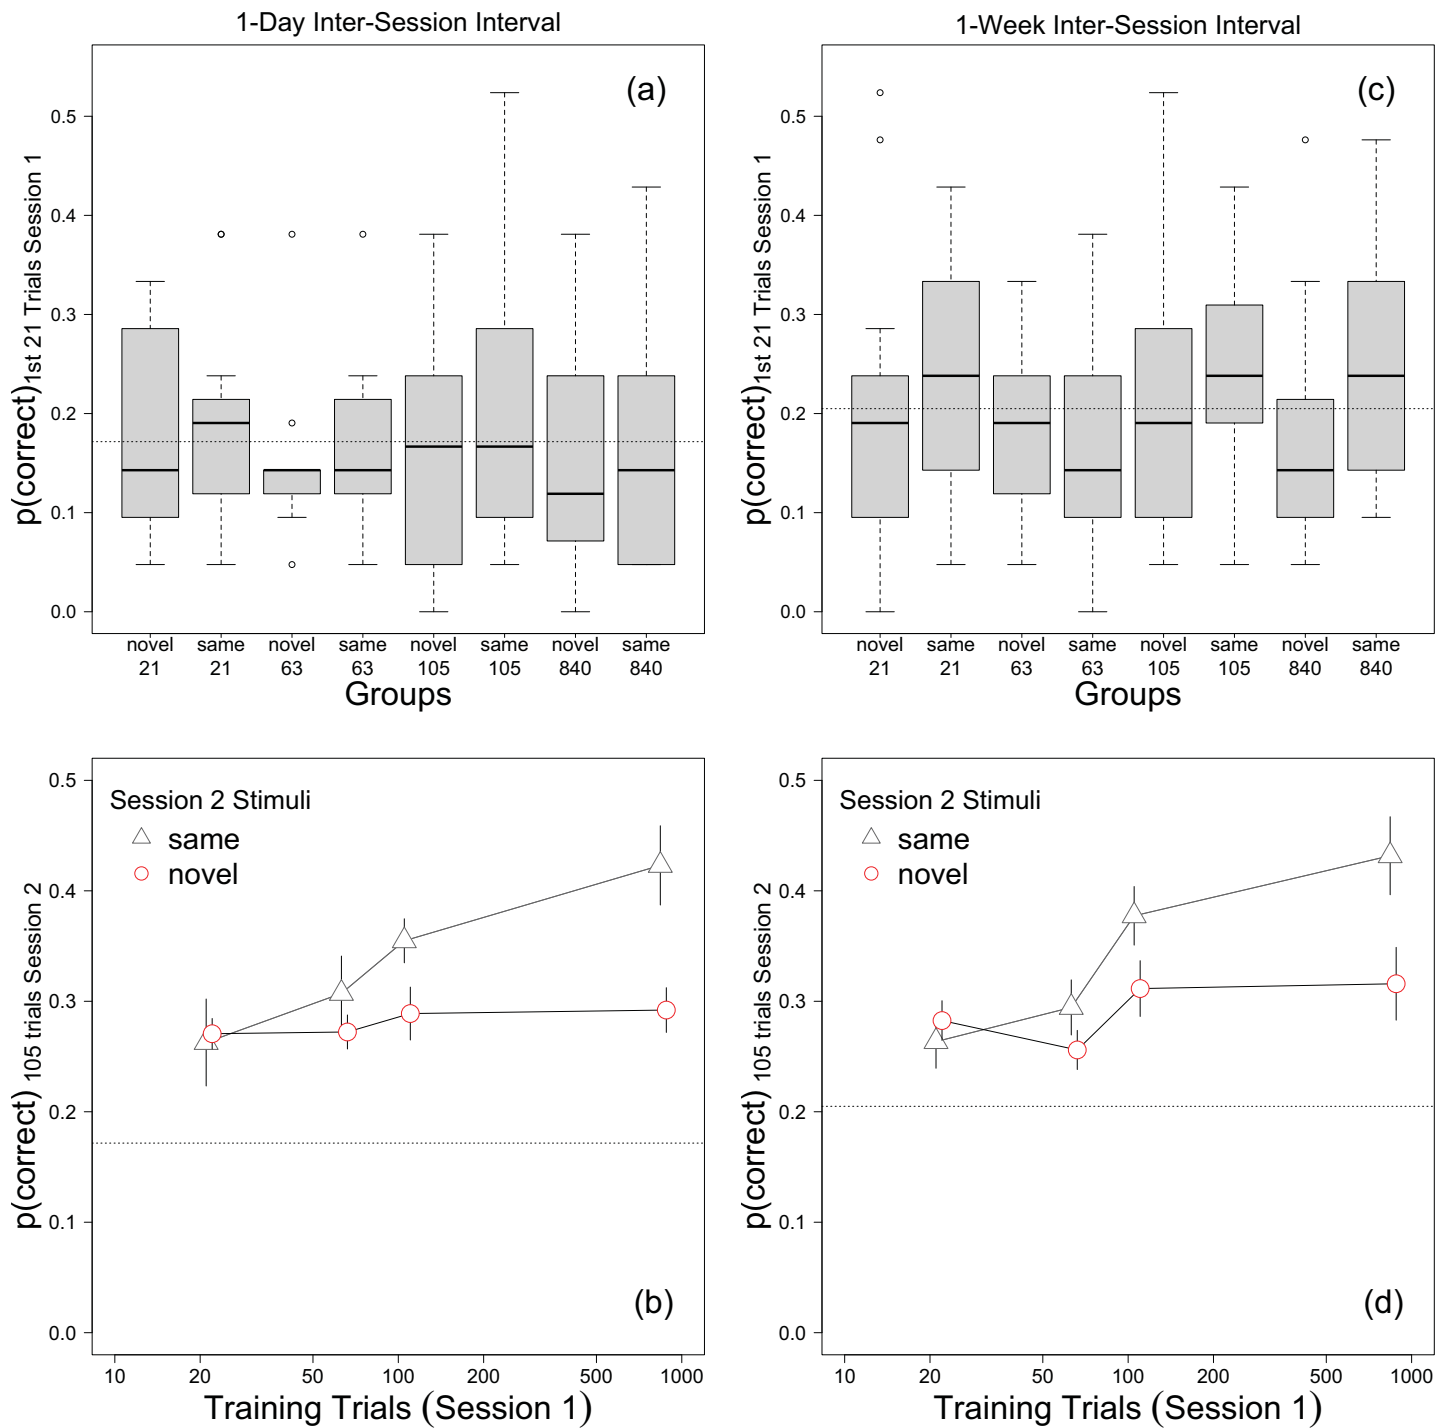 1-Day Inter-Session Interval
(a)
p(correct)1st 21 Trials Session 1
0.5
0.4
0.3
0.2
0.1
0.0
novel same novel same novel same novel same
21 21 63 63 105 105 840 840
Groups
1-Week Inter-Session Interval
(c)
p(correct)1st 21 Trials Session 1
0.5
0.4
0.3
0.2
0.1
0.0
novel same novel same novel same novel same
21 21 63 63 105 105 840 840
Groups
Session 2 Stimuli
same
novel
p(correct) 105 trials Session 2
0.5
0.4
0.3
0.2
0.1
0.0
(b)
10 20 50 100 200 500 1000
Training Trials (Session 1)
Session 2 Stimuli
same
novel
p(correct) 105 trials Session 2
0.5
0.4
0.3
0.2
0.1
0.0
(d)
10 20 50 100 200 500 1000
Training Trials (Session 1)